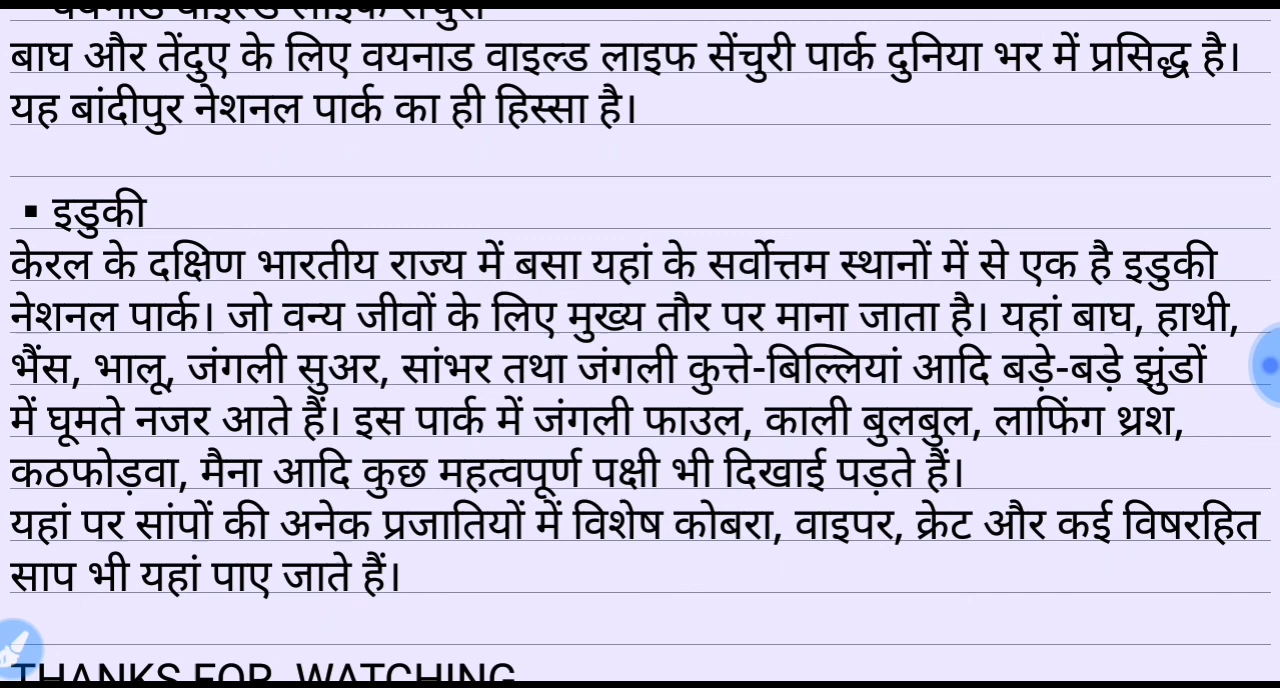 वयनाड वाइल्ड लाइफ सेंचुरी
बाघ और तेंदुए के लिए वयनाड वाइल्ड लाइफ सेंचुरी पार्क दुनिया भर में प्रसिद्ध है।
यह बांदीपुर नेशनल पार्क का ही हिस्सा है।
▪ इडुकी
केरल के दक्षिण भारतीय राज्य में बसा यहां के सर्वोत्तम स्थानों में से एक है इडुकी
नेशनल पार्क। जो वन्य जीवों के लिए मुख्य तौर पर माना जाता है। यहां बाघ, हाथी,
भैंस, भालू, जंगली सुअर, सांभर तथा जंगली कुत्ते-बिल्लियां आदि बड़े-बड़े झुंडों
में घूमते नजर आते हैं। इस पार्क में जंगली फाउल, काली बुलबुल, लाफिंग थ्रश,
कठफोड़वा, मैना आदि कुछ महत्वपूर्ण पक्षी भी दिखाई पड़ते हैं।
यहां पर सांपों की अनेक प्रजातियों में विशेष कोबरा, वाइपर, क्रेट और कई विषरहित
साप भी यहां पाए जाते हैं।
THANKS FOR WATCHING